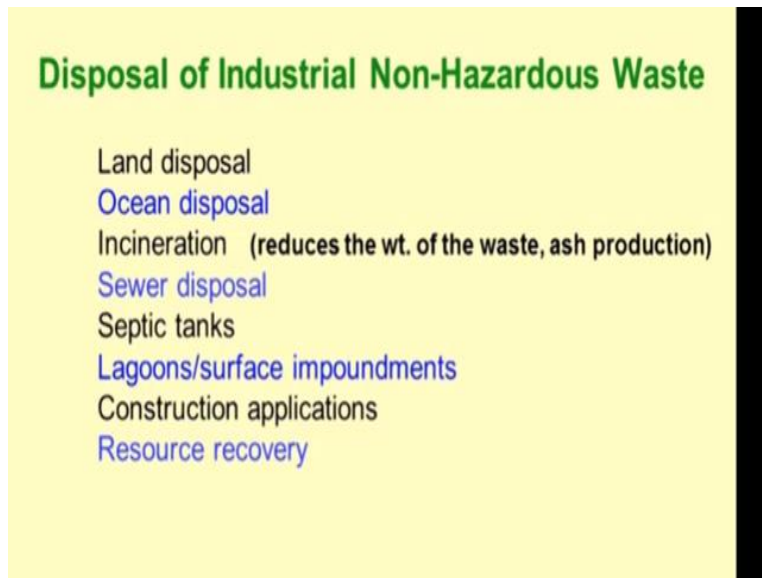 Disposal of Industrial Non-Hazardous Waste
Land disposal
Ocean disposal
Incineration (reduces the wt. of the waste, ash production)
Sewer disposal
Septic tanks
Lagoons/surface impoundments
Construction applications
Resource recovery